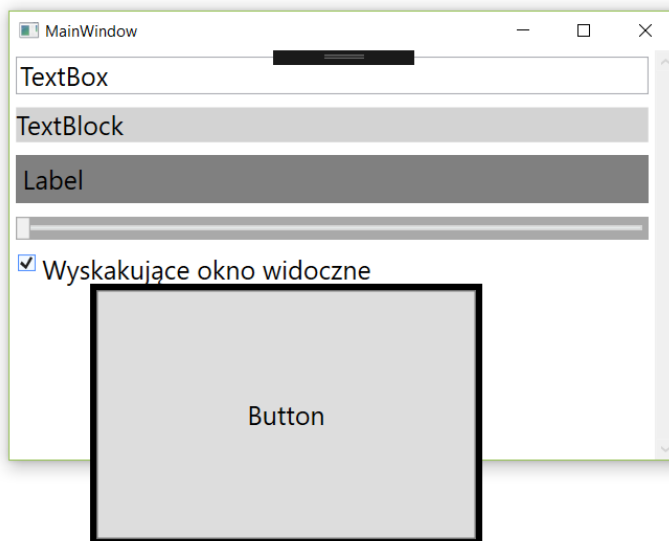 MainWindow
TextBox
TextBlock
Label
Wyskakujące okno widoczne
Button